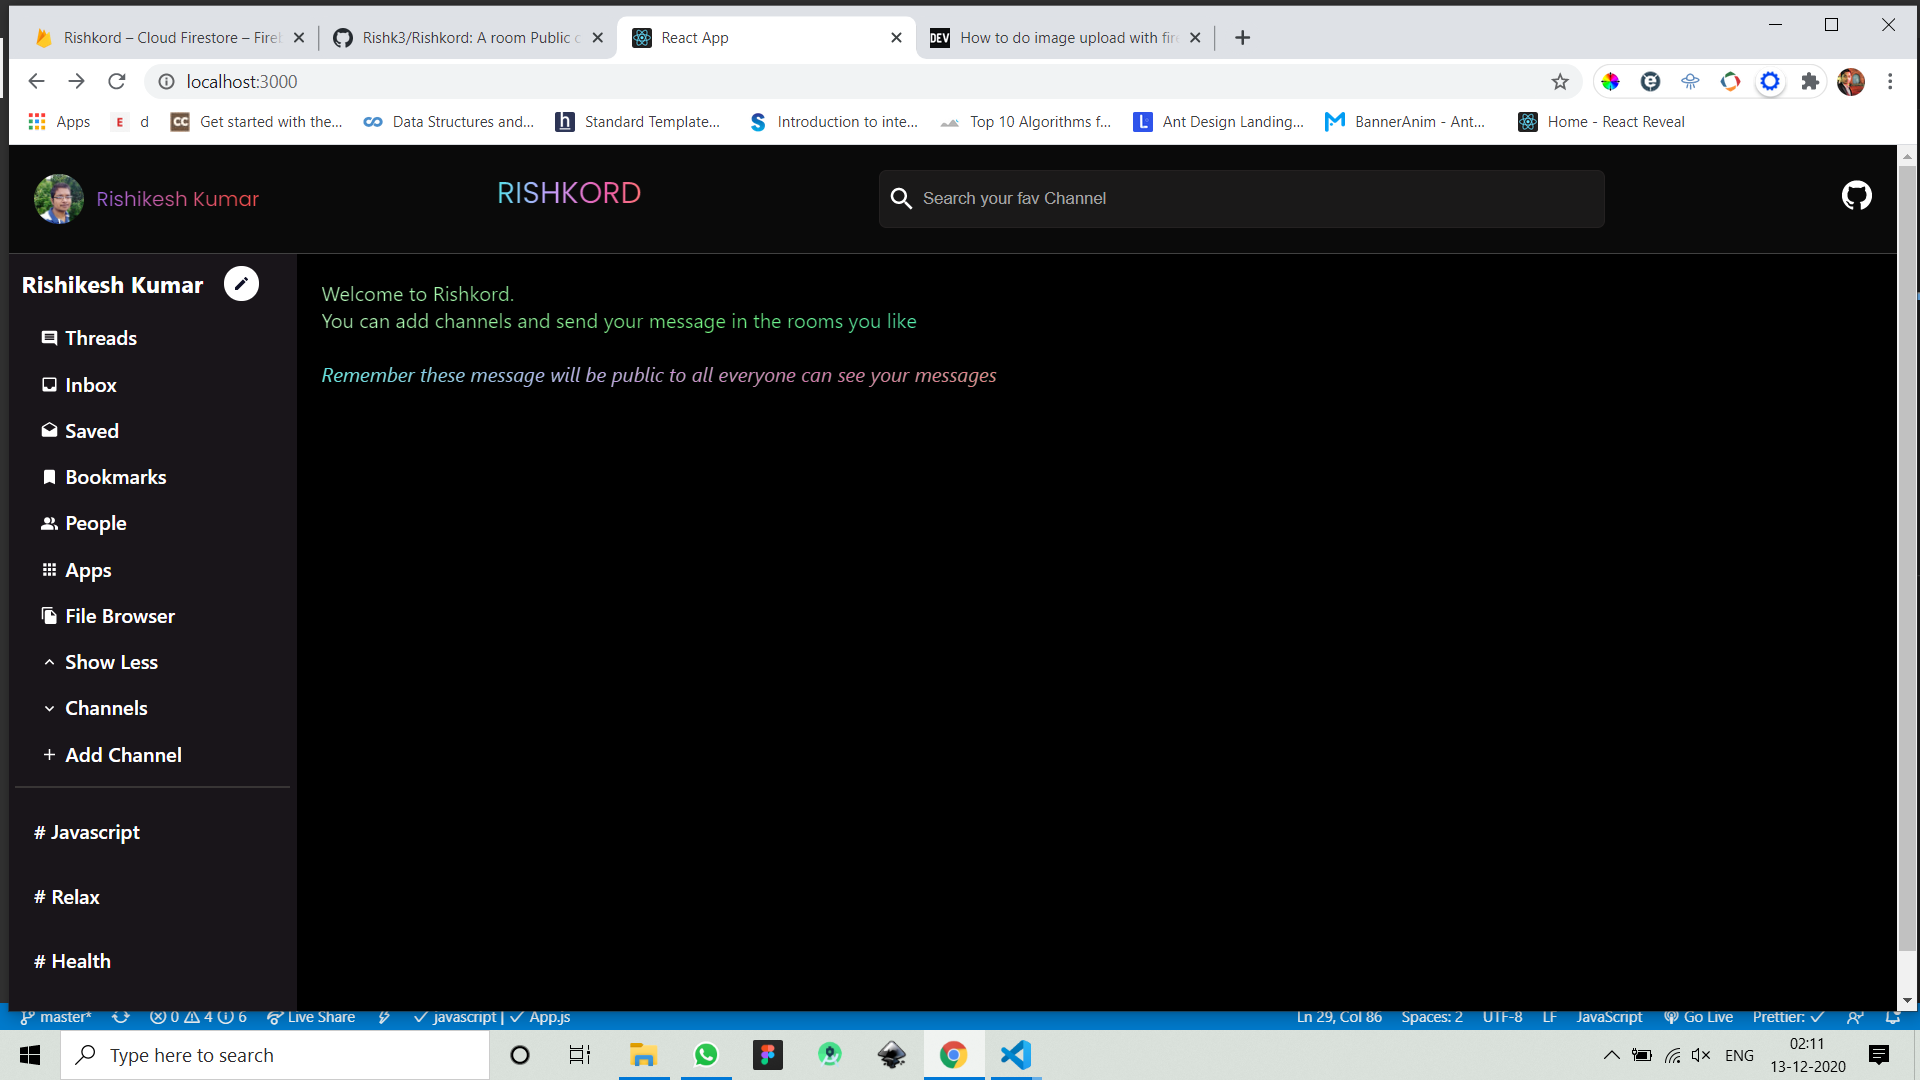 Rishkord – Cloud Firestore – Fire
Rishk3/Rishkord: A room Public c
React App
DEV
How to do image upload with fire
localhost:3000
Apps
E d
CC Get started with the...
Data Structures and...
h Standard Template...
S Introduction to inte...
Top 10 Algorithms f...
L Ant Design Landing...
BannerAnim - Ant...
Home - React Reveal
Rishikesh Kumar
RISHKORD
Search your fav Channel
Rishikesh Kumar
Threads
Inbox
Saved
Bookmarks
People
Apps
File Browser
Show Less
Channels
+ Add Channel
# Javascript
# Relax
# Health
Welcome to Rishkord.
You can add channels and send your message in the rooms you like
Remember these message will be public to all everyone can see your messages
master*
0 4 6
Live Share
javascript | App.js
Ln 29, Col 86
Spaces: 2
UTF-8
LF
JavaScript
Go Live
Prettier:
Type here to search
ENG
02:11
13-12-2020